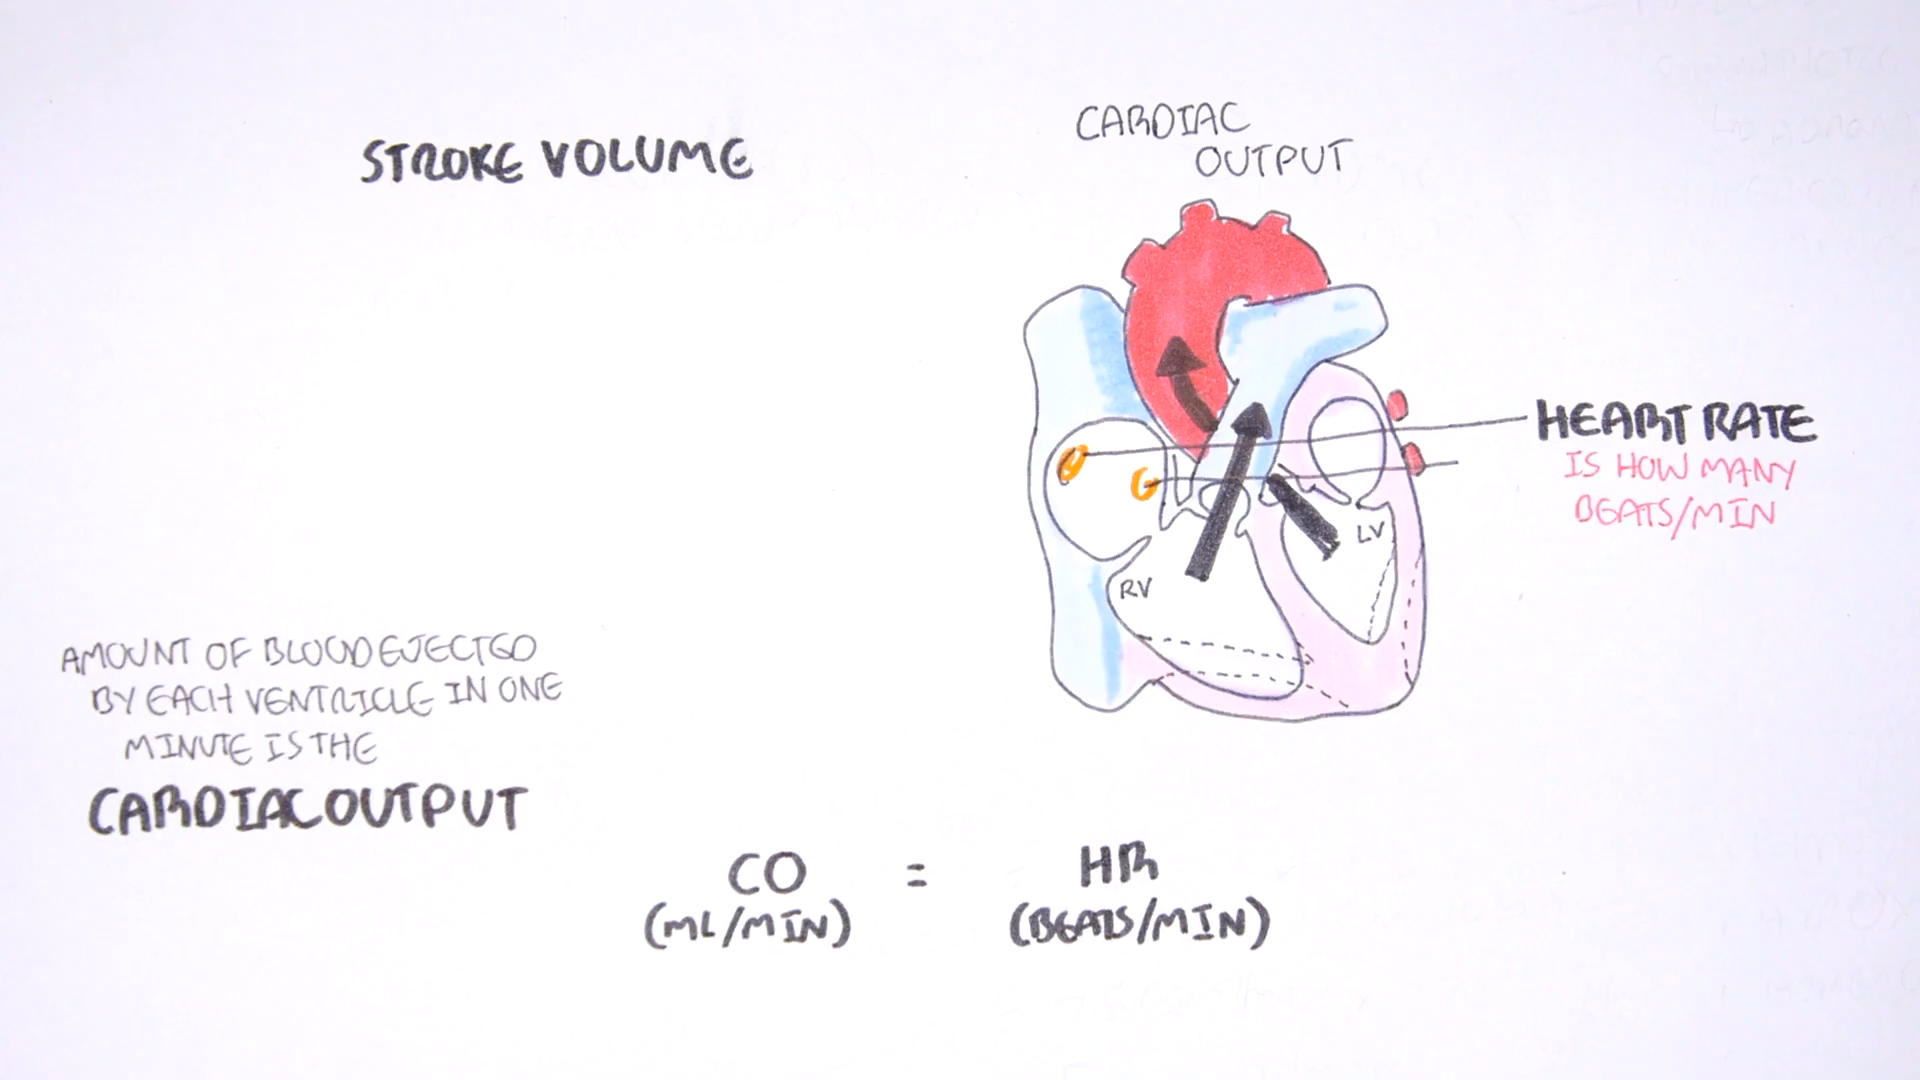 STROKE VOLUME
CARDIAC
OUTPUT
HEART RATE
IS HOW MANY
BEATS/MIN
LV
RV
AMOUNT OF BLOOD EJECTED
BY EACH VENTRICLE IN ONE
MINUTE IS THE
CARDIAC OUTPUT
CO = HR
(ML/MIN) (BEATS/MIN)